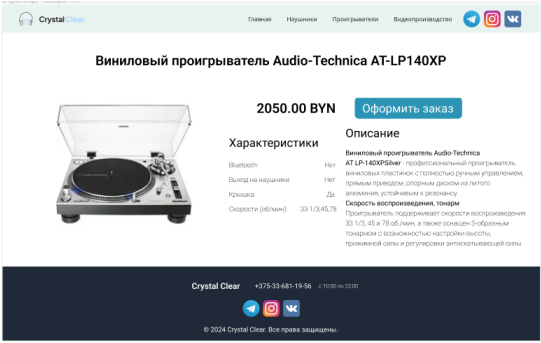 Crystal Clear
Главная Наушники Проигрыватели Видеопроизводство
Виниловый проигрыватель Audio-Technica AT-LP140XP
2050.00 BYN
Оформить заказ
Характеристики
Bluetooth: Нет
Выход на наушники: Нет
Крышка: Да
Скорости (об/мин): 33 1/3,45,78
Описание
Виниловый проигрыватель Audio-Technica
AT LP-140XPSilver - профессиональный проигрыватель
виниловых пластинок с полностью ручным управлением,
прямым приводом ,опорным диском из литого
алюминия, устойчивым к резонансу.
Скорость воспроизведения, тонарм
Проигрыватель поддерживает скорости воспроизведения
33 1/3, 45 и 78 об./мин, а также оснащен S-образным
тонармом с возможностью настройки высоты,
прижимной силы и регулировки антискатывающей силы.
Crystal Clear +375-33-681-19-56 с 10:00 по 22:00
© 2024 Crystal Clear. Все права защищены.